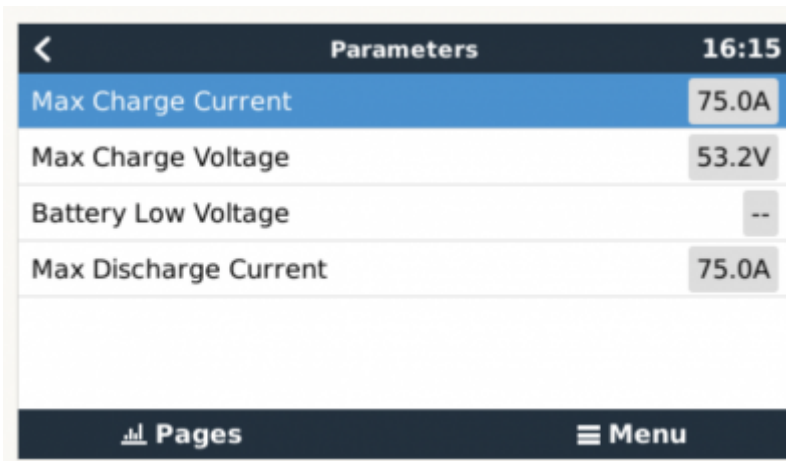 Parameters 16:15
Max Charge Current 75.0A
Max Charge Voltage 53.2V
Battery Low Voltage --
Max Discharge Current 75.0A
Pages Menu